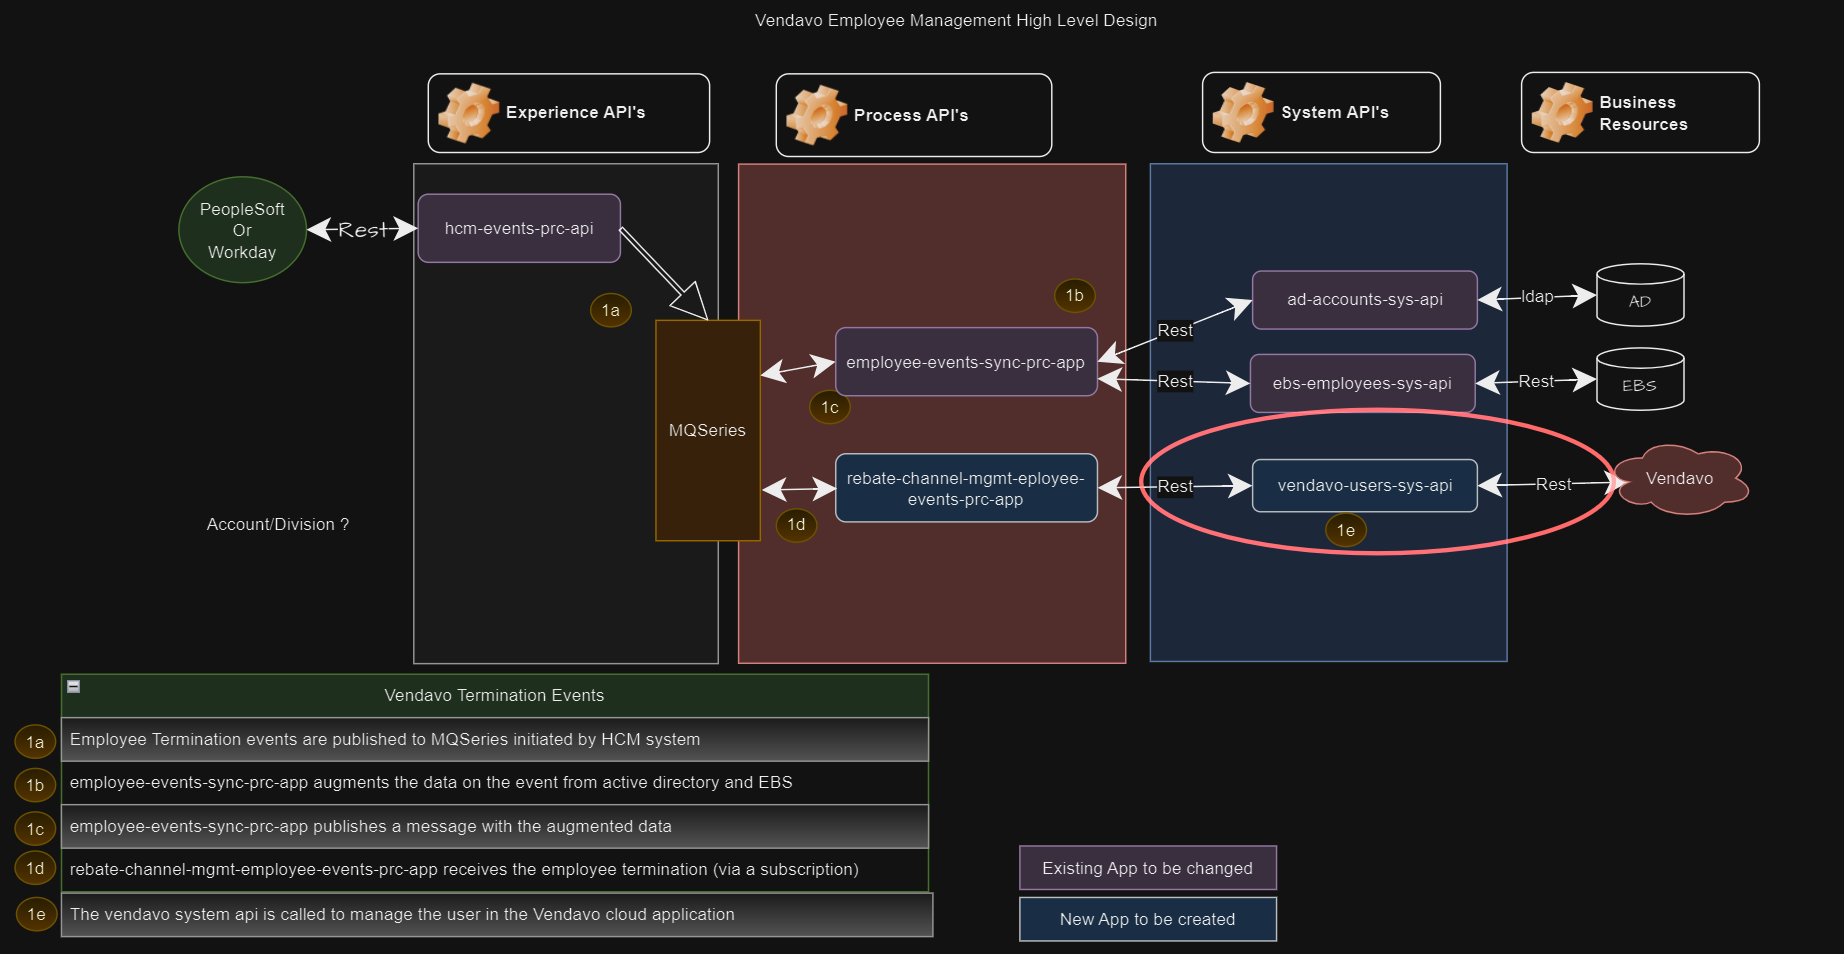 Vendavo Employee Management High Level Design
Experience API's
Process API's
System API's
Business
Resources
PeopleSoft
Or
Workday
Rest
hcm-events-prc-api
1a
1b
MQSeries
employee-events-sync-prc-app
1c
rebate-channel-mgmt-eployee-
events-prc-app
1d
Rest
Rest
Rest
ad-accounts-sys-api
ldap
AD
ebs-employees-sys-api
Rest
EBS
vendavo-users-sys-api
1e
Rest
Vendavo
Account/Division ?
Vendavo Termination Events
1a
Employee Termination events are published to MQSeries initiated by HCM system
1b
employee-events-sync-prc-app augments the data on the event from active directory and EBS
1c
employee-events-sync-prc-app publishes a message with the augmented data
1d
rebate-channel-mgmt-employee-events-prc-app receives the employee termination (via a subscription)
1e
The vendavo system api is called to manage the user in the Vendavo cloud application
Existing App to be changed
New App to be created